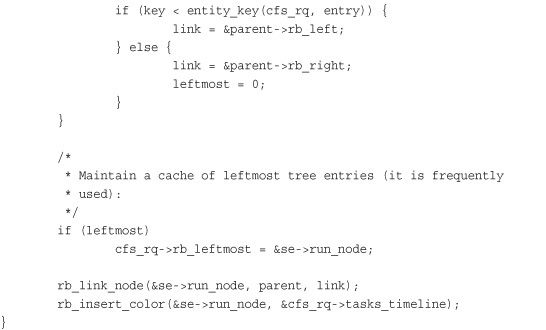 if (key < entity_key(cfs_rq, entry)) {
link = &parent->rb_left;
} else {
link = &parent->rb_right;
leftmost = 0;
}
}
/*
* Maintain a cache of leftmost tree entries (it is frequently
* used):
*/
if (leftmost)
cfs_rq->rb_leftmost = &se->run_node;
rb_link_node(&se->run_node, parent, link);
rb_insert_color(&se->run_node, &cfs_rq->tasks_timeline);
}